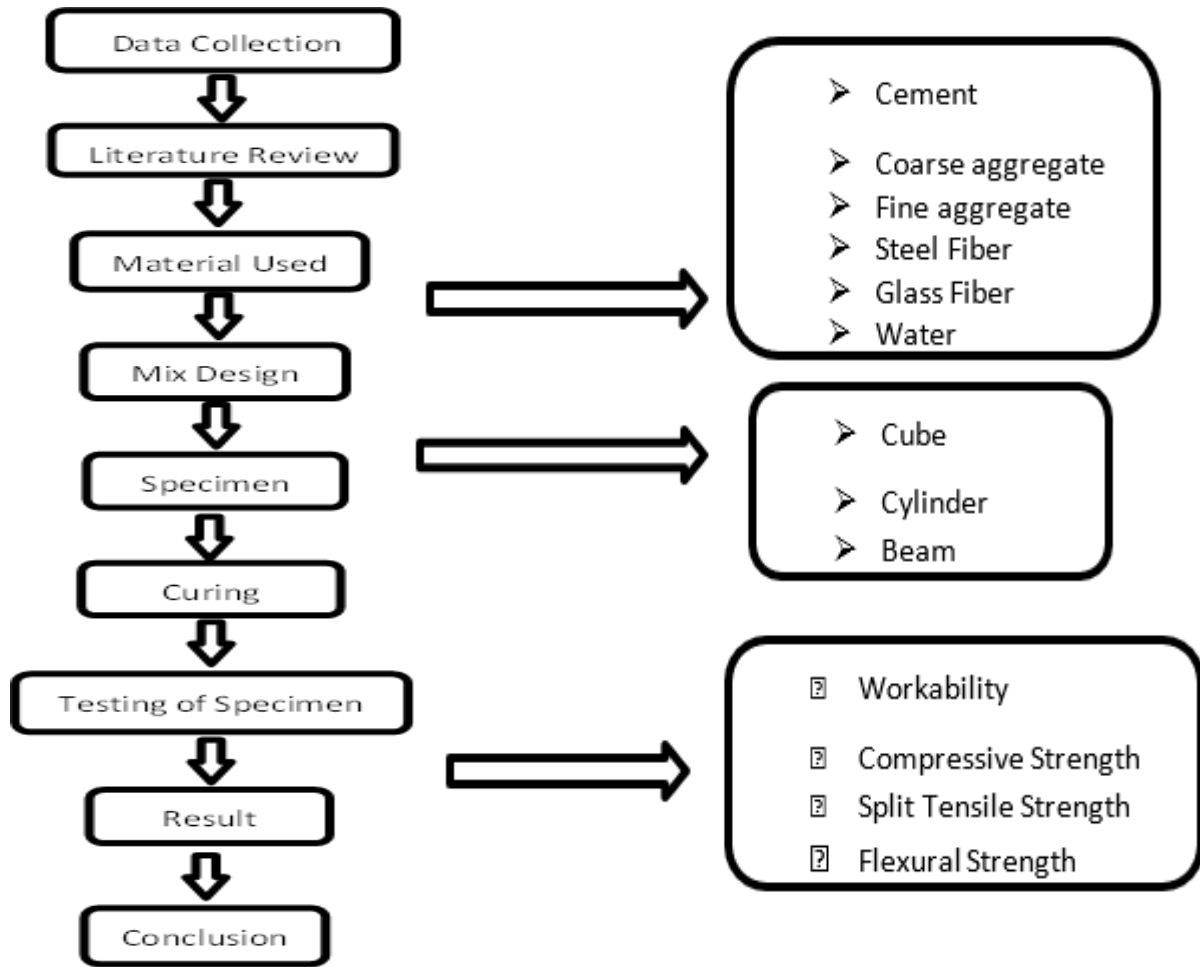 Data Collection
Literature Review
Material Used
Mix Design
Specimen
Curing
Testing of Specimen
Result
Conclusion
Cement
Coarse aggregate
Fine aggregate
Steel Fiber
Glass Fiber
Water
Cube
Cylinder
Beam
Workability
Compressive Strength
Split Tensile Strength
Flexural Strength